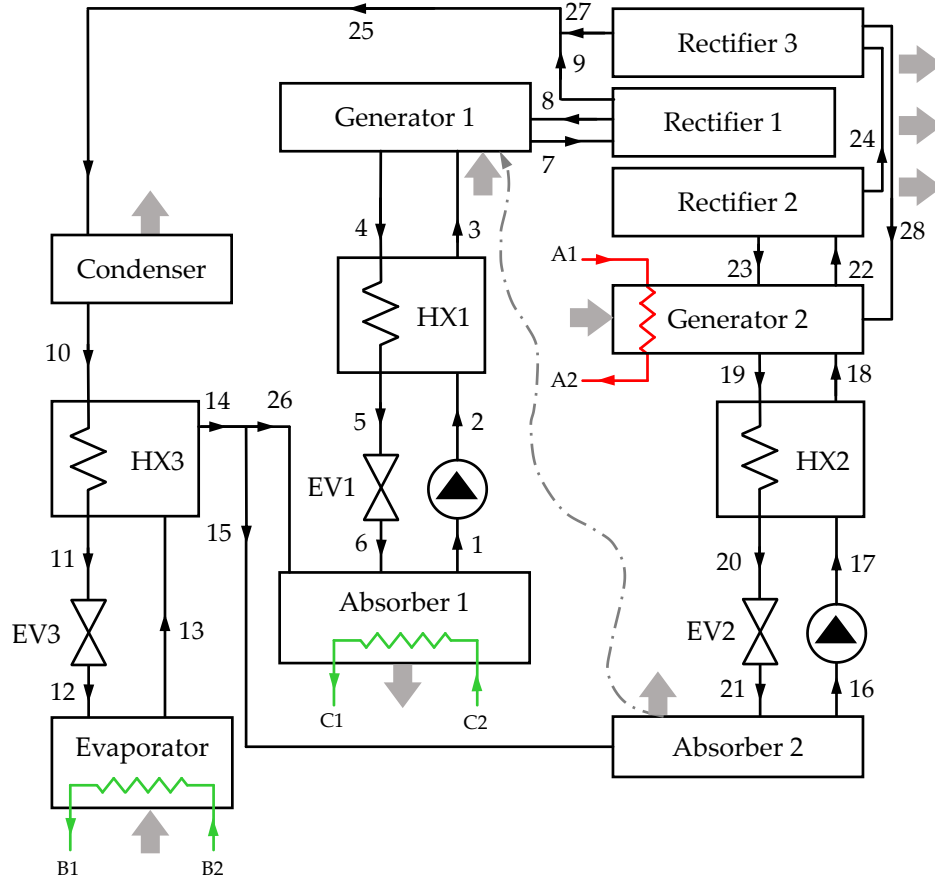 27
25
Rectifier 3
9
8
Generator 1
Rectifier 1
24
7
Rectifier 2
4
3
28
A1
23
22
Condenser
HX1
Generator 2
10
A2
19
18
14
26
5
2
HX3
HX2
EV1
15
11
6
1
20
17
Absorber 1
EV3
13
EV2
12
21
16
C1
C2
Evaporator
Absorber 2
B1
B2